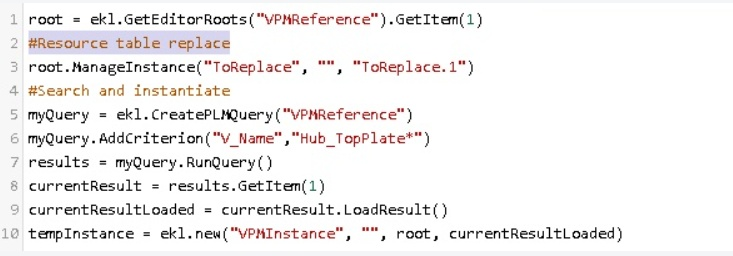 1 root = ekl.GetEditorRoots("VPMReference").GetItem(1)
2 #Resource table replace
3 root.ManageInstance("ToReplace", "", "ToReplace.1")
4 #Search and instantiate
5 myQuery = ekl.CreatePLMQuery("VPMReference")
6 myQuery.AddCriterion("V_Name","Hub_TopPlate*")
7 results = myQuery.RunQuery()
8 currentResult = results.GetItem(1)
9 currentResultLoaded = currentResult.LoadResult()
10 tempInstance = ekl.new("VPMInstance", "", root, currentResultLoaded)